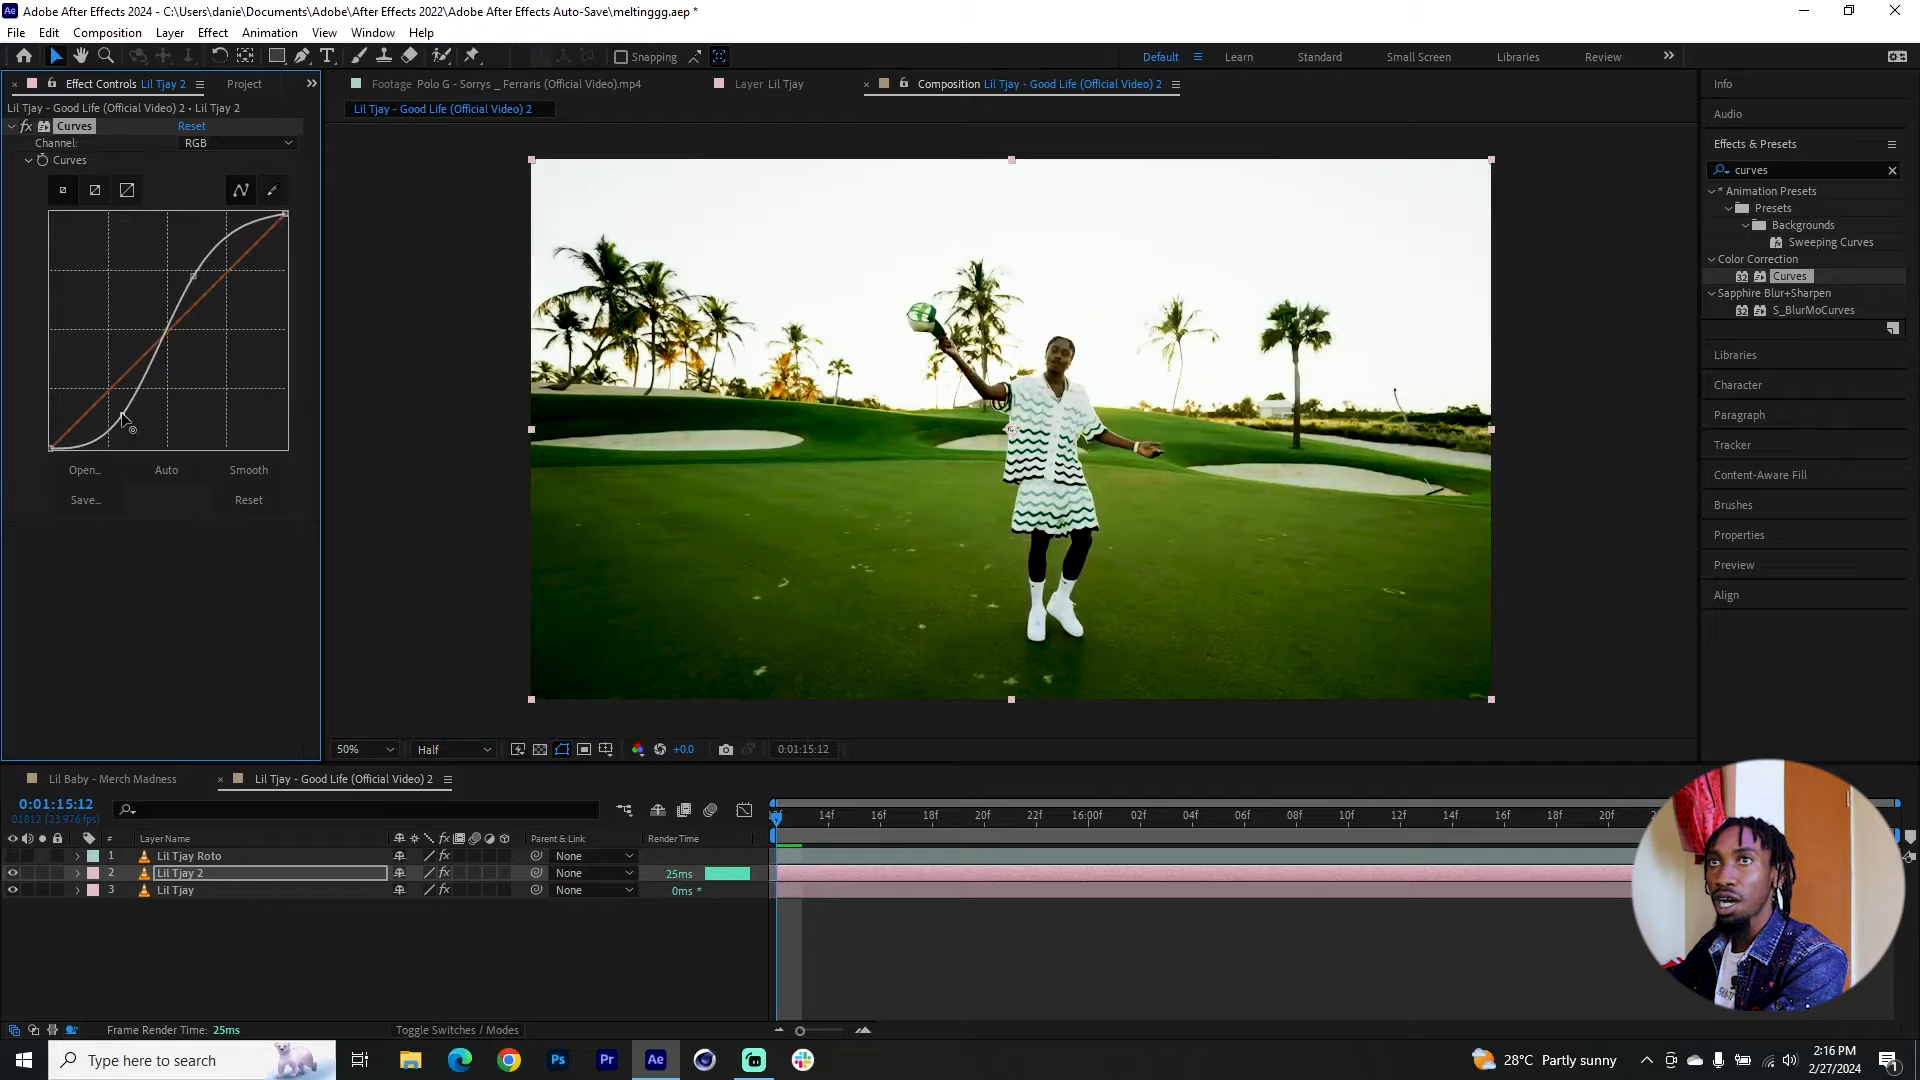 Adobe After Effects 2024 - C:\Users\danie\Documents\Adobe\After Effects 2022\Adobe After Effects Auto-Save\meltinggg.aep *
File Edit Composition Layer Effect Animation View Window Help
Snapping
Default Learn Standard Small Screen Libraries Review
Effect Controls Lil Tjay 2 Project
Footage Polo G - Sorrys _ Ferraris (Official Video).mp4 Layer Lil Tjay Composition Lil Tjay - Good Life (Official Video) 2
Lil Tjay - Good Life (Official Video) 2 • Lil Tjay 2
Lil Tjay - Good Life (Official Video) 2
fx Curves Reset
Channel: RGB
Curves
Open... Auto Smooth
Save... Reset
Info
Audio
Effects & Presets
curves
* Animation Presets
Presets
Backgrounds
Sweeping Curves
Color Correction
Curves
Sapphire Blur+Sharpen
S_BlurMoCurves
Libraries
Character
Paragraph
Tracker
Content-Aware Fill
Brushes
Properties
Preview
Align
50% Half +0.0 0:01:15:12
Lil Baby - Merch Madness Lil Tjay - Good Life (Official Video) 2
0:01:15:12
01812 (23.976 fps)
14f 16f 18f 20f 22f 16:00f 02f 04f 06f 08f 10f 12f 14f 16f 18f 20f
# Layer Name Parent & Link Render Time
1 Lil Tjay Roto None
2 Lil Tjay 2 None 25ms
3 Lil Tjay None 0ms *
Frame Render Time: 25ms Toggle Switches / Modes
Type here to search
Ps Pr Ae
28°C Partly sunny
2:16 PM
2/27/2024